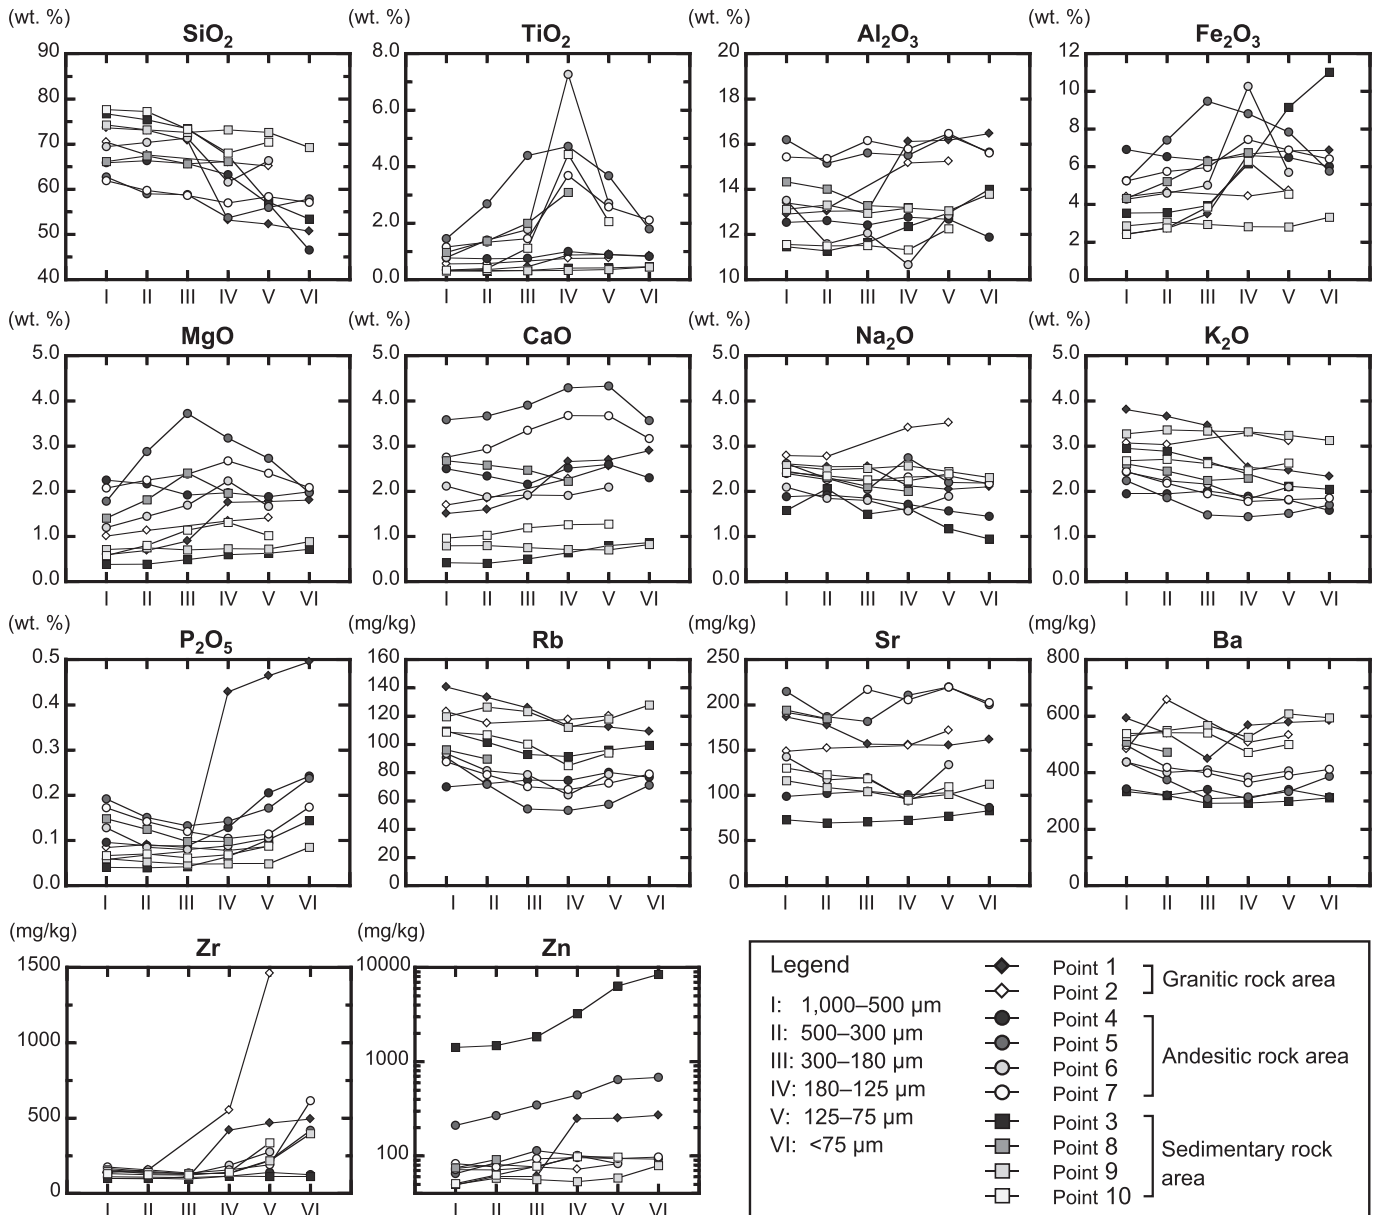 (wt. %) (wt. %) (wt. %) (wt. %)
SiO2 TiO2 Al2O3 Fe2O3
90 8.0 20 12
80 10
70 6.0 18 8
60 4.0 16 6
50 2.0 14 4
40 0.0 12 2
10 0
I II III IV V VI I II III IV V VI I II III IV V VI I II III IV V VI
(wt. %) (wt. %) (wt. %) (wt. %)
MgO CaO Na2O K2O
5.0 5.0 5.0 5.0
4.0 4.0 4.0 4.0
3.0 3.0 3.0 3.0
2.0 2.0 2.0 2.0
1.0 1.0 1.0 1.0
0.0 0.0 0.0 0.0
I II III IV V VI I II III IV V VI I II III IV V VI I II III IV V VI
(wt. %) (mg/kg) (mg/kg) (mg/kg)
P2O5 Rb Sr Ba
0.5 160 250 800
0.4 140 200 600
0.3 120 150 400
0.2 100 100 200
0.1 80 50 0
0.0 60 0
40
20
0
I II III IV V VI I II III IV V VI I II III IV V VI I II III IV V VI
(mg/kg) (mg/kg)
Zr Zn
1500 10000
1000 1000
500 100
0
I II III IV V VI I II III IV V VI
Legend
I: 1,000–500 µm
II: 500–300 µm
III: 300–180 µm
IV: 180–125 µm
V: 125–75 µm
VI: <75 µm
Point 1
Point 2
Granitic rock area
Point 4
Point 5
Point 6
Point 7
Andesitic rock area
Point 3
Point 8
Point 9
Point 10
Sedimentary rock
area